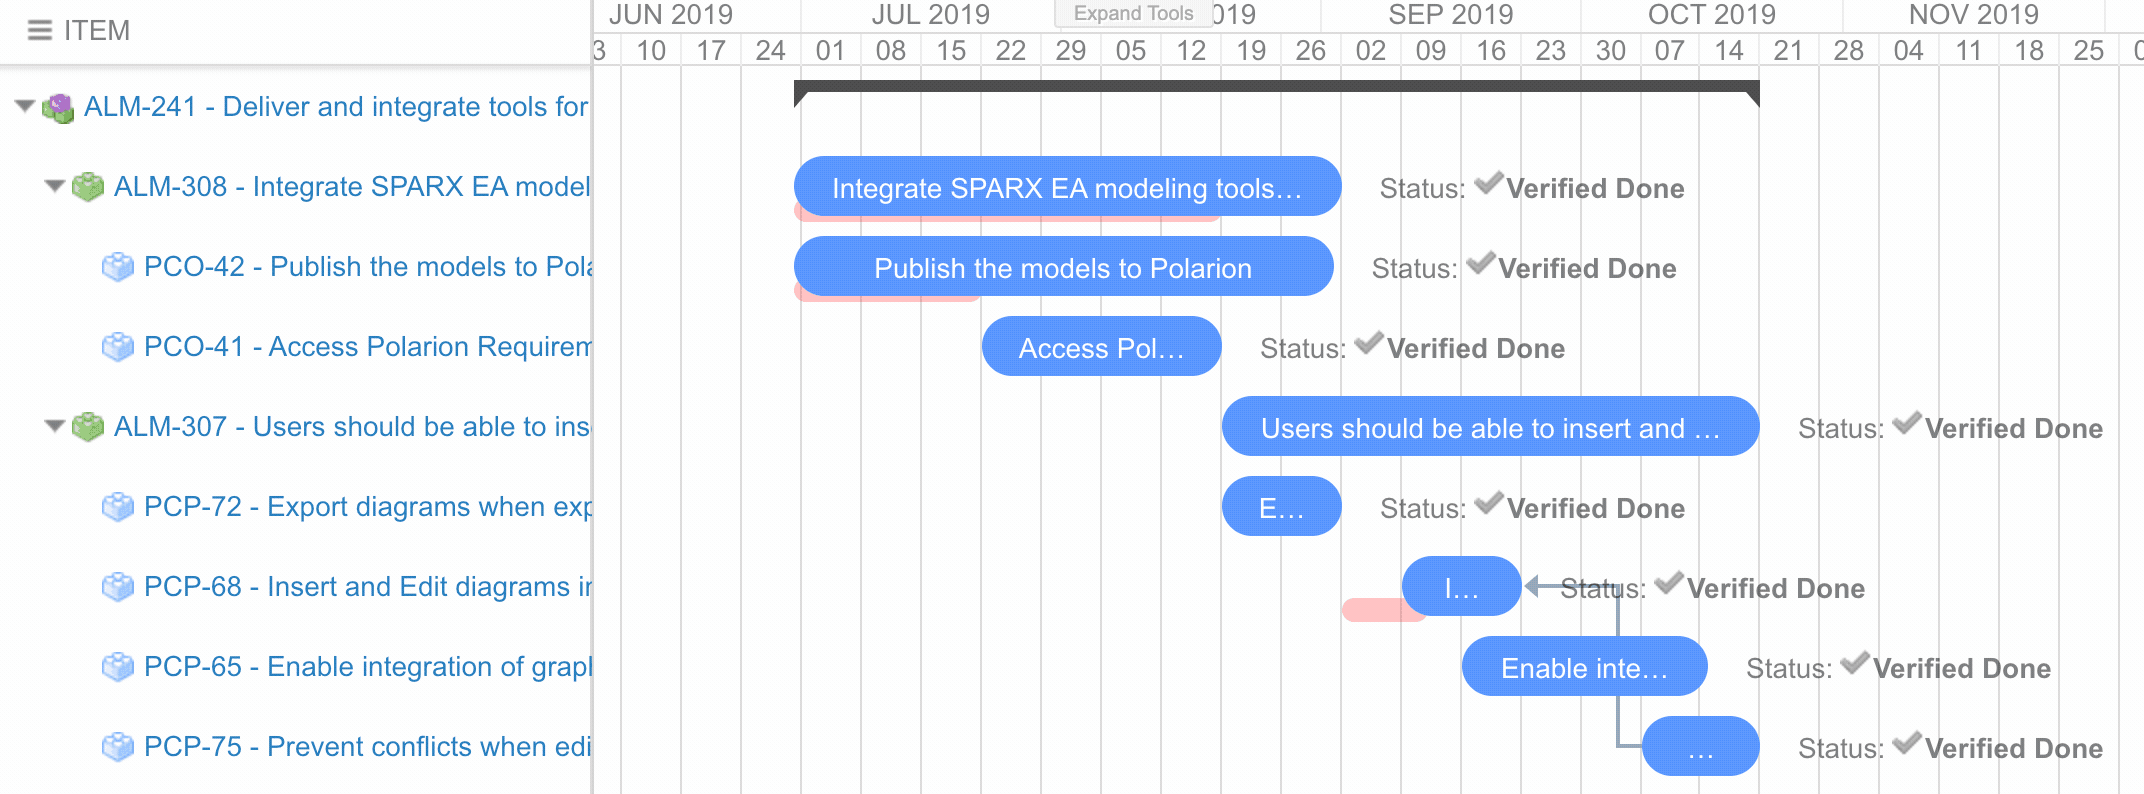 ITEM
JUN 2019 JUL 2019 Expand Tools 019 SEP 2019 OCT 2019 NOV 2019
3 10 17 24 01 08 15 22 29 05 12 19 26 02 09 16 23 30 07 14 21 28 04 11 18 25 0
ALM-241 - Deliver and integrate tools for
ALM-308 - Integrate SPARX EA model
Integrate SPARX EA modeling tools… Status: Verified Done
PCO-42 - Publish the models to Pola
Publish the models to Polarion Status: Verified Done
PCO-41 - Access Polarion Requirem
Access Pol… Status: Verified Done
ALM-307 - Users should be able to ins
Users should be able to insert and … Status: Verified Done
PCP-72 - Export diagrams when exp
E… Status: Verified Done
PCP-68 - Insert and Edit diagrams in
I… Status: Verified Done
PCP-65 - Enable integration of grap
Enable inte… Status: Verified Done
PCP-75 - Prevent conflicts when edi
… Status: Verified Done